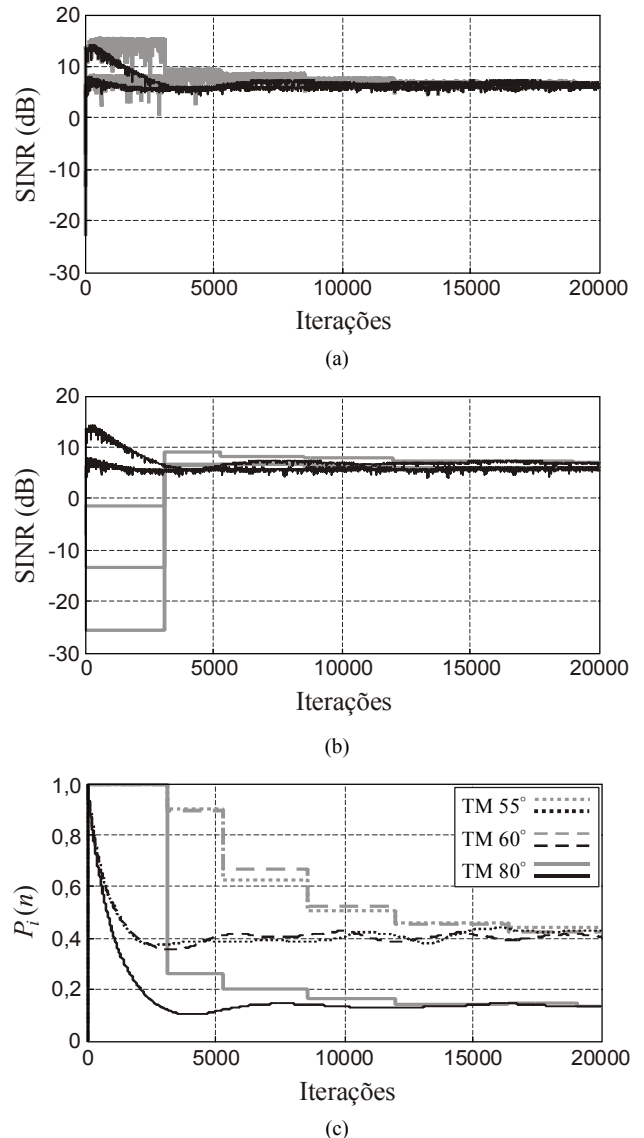 20
10
0
-10
-20
-30
SINR (dB)
0 5000 10000 15000 20000
Iterações
(a)
20
10
0
-10
-20
-30
SINR (dB)
0 5000 10000 15000 20000
Iterações
(b)
1.0
0.8
0.6
0.4
0.2
0
P_i(n)
TM 55°
TM 60°
TM 80°
0 5000 10000 15000 20000
Iterações
(c)